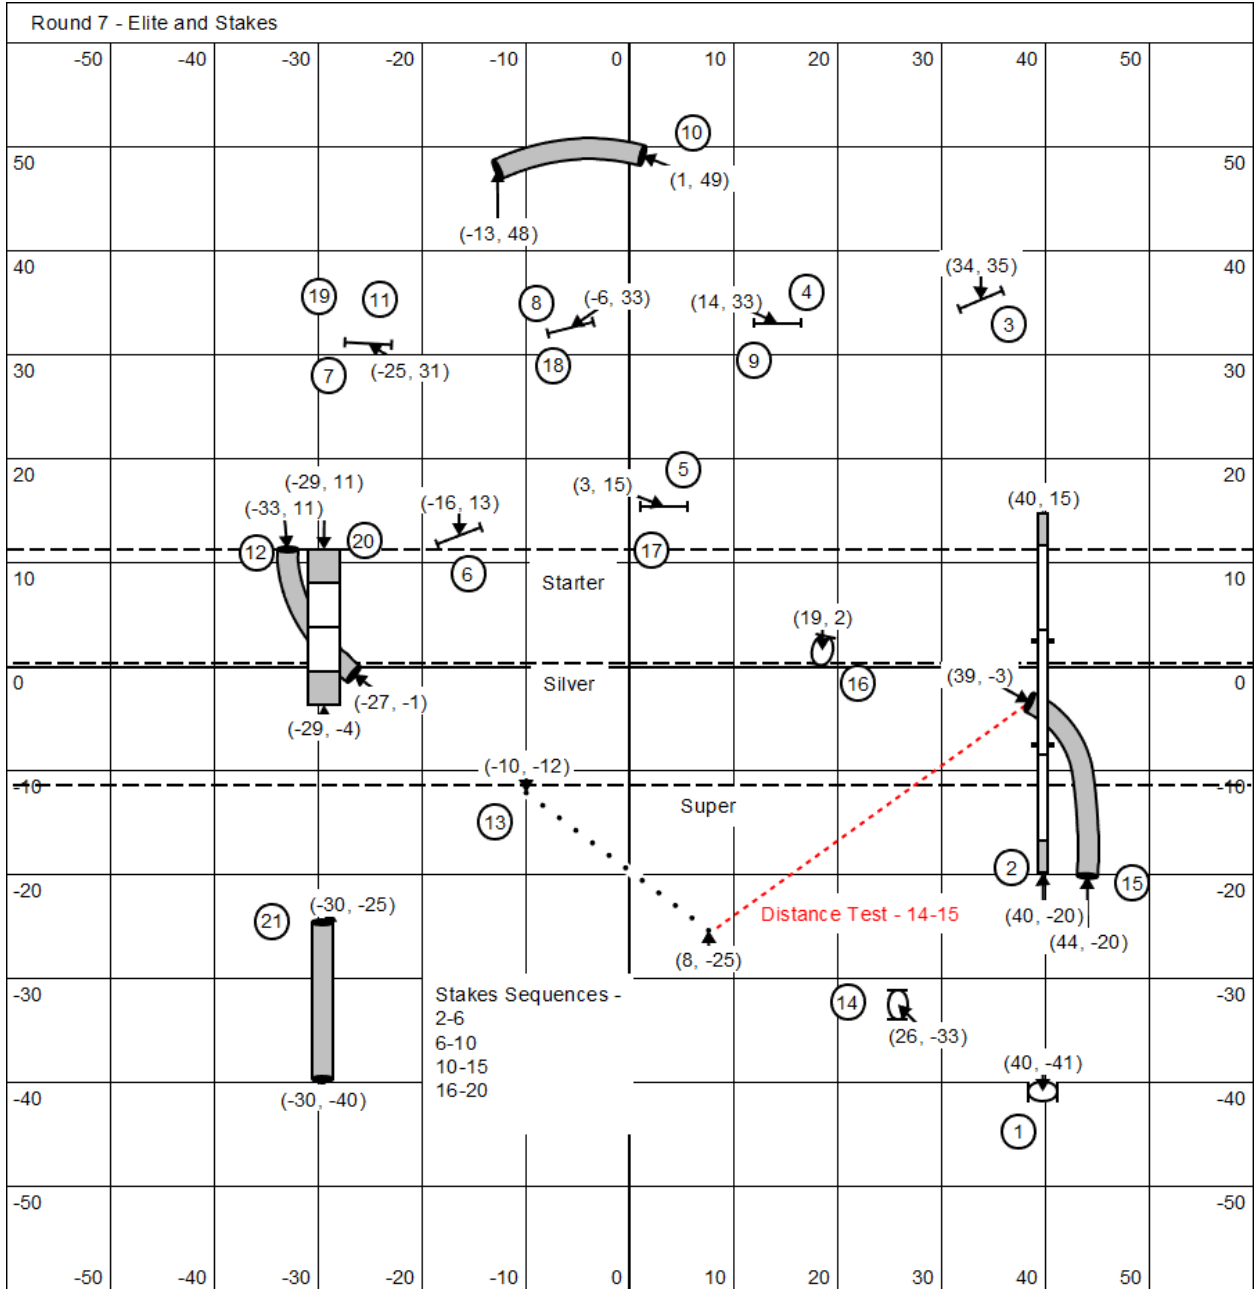 Round 7 - Elite and Stakes
-50 -40 -30 -20 -10 0 10 20 30 40 50
10
50 (1, 49) 50
(-13, 48)
40 (34, 35) 40
19 11 8 (-6, 33) (14, 33) 4
3
30 7 (-25, 31) 18 9 30
20 (-29, 11) (3, 15) 5 20
(-33, 11) (-16, 13) (40, 15)
12 20 17
10 6 Starter 10
(19, 2)
0 (-27, -1) Silver 16 (39, -3) 0
(-29, -4)
(-10, -12)
-10 13 Super -10
2 15
-20 (-30, -25) Distance Test - 14-15 (40, -20) -20
21 (44, -20)
(8, -25)
-30 Stakes Sequences - 14 -30
2-6 (26, -33)
6-10 (40, -41)
10-15
16-20
-40 (-30, -40) -40
1
-50 -50
-50 -40 -30 -20 -10 0 10 20 30 40 50